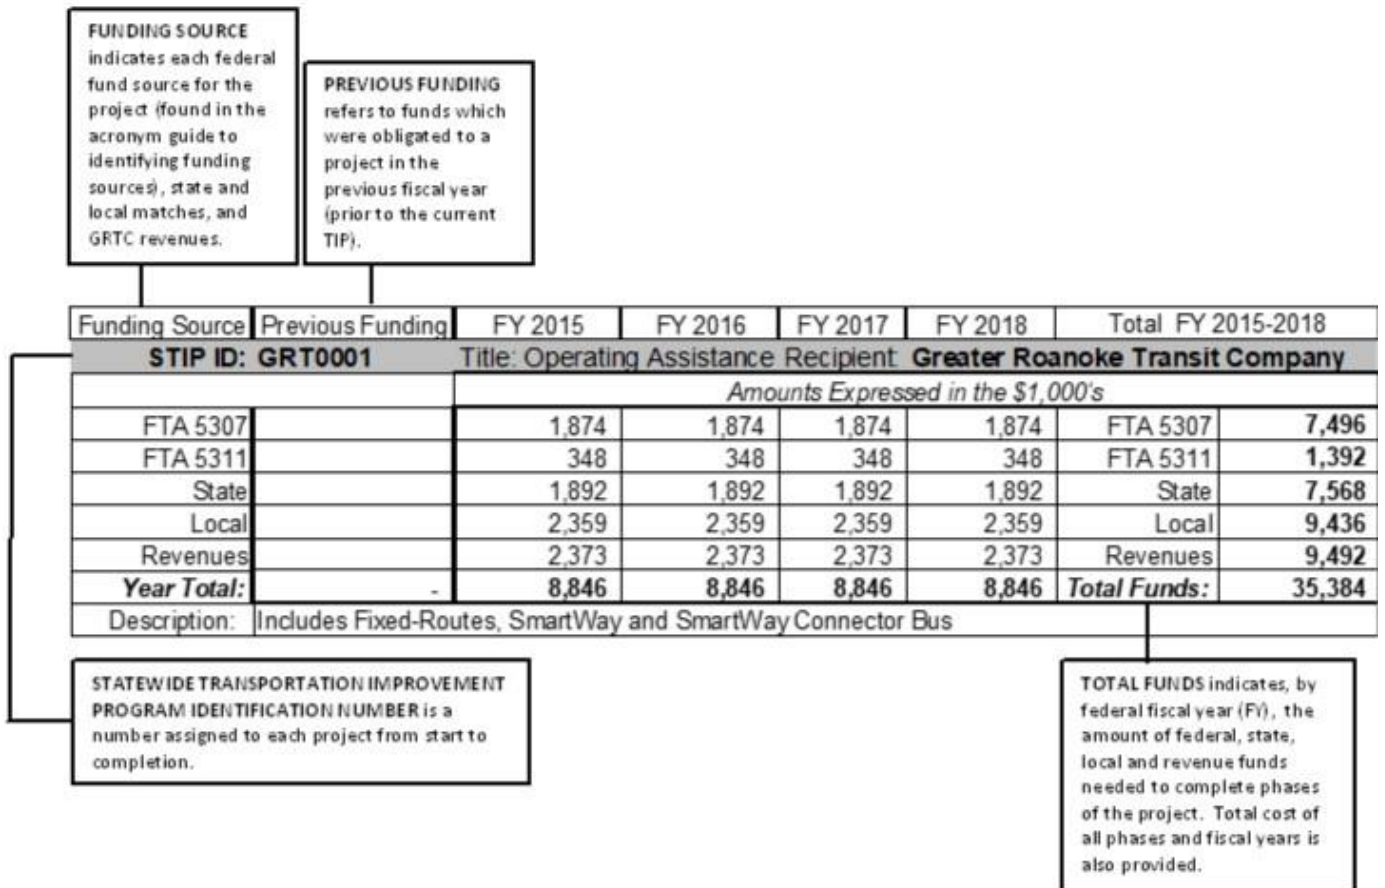 FUNDING SOURCE
indicates each federal
fund source for the
project (found in the
acronym guide to
identifying funding
sources), state and
local matches, and
GRTC revenues.
PREVIOUS FUNDING
refers to funds which
were obligated to a
project in the
previous fiscal year
(prior to the current
TIP).
Funding Source Previous Funding FY 2015 FY 2016 FY 2017 FY 2018 Total FY 2015-2018
STIP ID: GRT0001 Title: Operating Assistance Recipient: Greater Roanoke Transit Company
Amounts Expressed in the $1,000's
FTA 5307 1,874 1,874 1,874 1,874 FTA 5307 7,496
FTA 5311 348 348 348 348 FTA 5311 1,392
State 1,892 1,892 1,892 1,892 State 7,568
Local 2,359 2,359 2,359 2,359 Local 9,436
Revenues 2,373 2,373 2,373 2,373 Revenues 9,492
Year Total: - 8,846 8,846 8,846 8,846 Total Funds: 35,384
Description: Includes Fixed-Routes, SmartWay and SmartWay Connector Bus
STATEWIDE TRANSPORTATION IMPROVEMENT
PROGRAM IDENTIFICATION NUMBER is a
number assigned to each project from start to
completion.
TOTAL FUNDS indicates, by
federal fiscal year (FY), the
amount of federal, state,
local and revenue funds
needed to complete phases
of the project. Total cost of
all phases and fiscal years is
also provided.